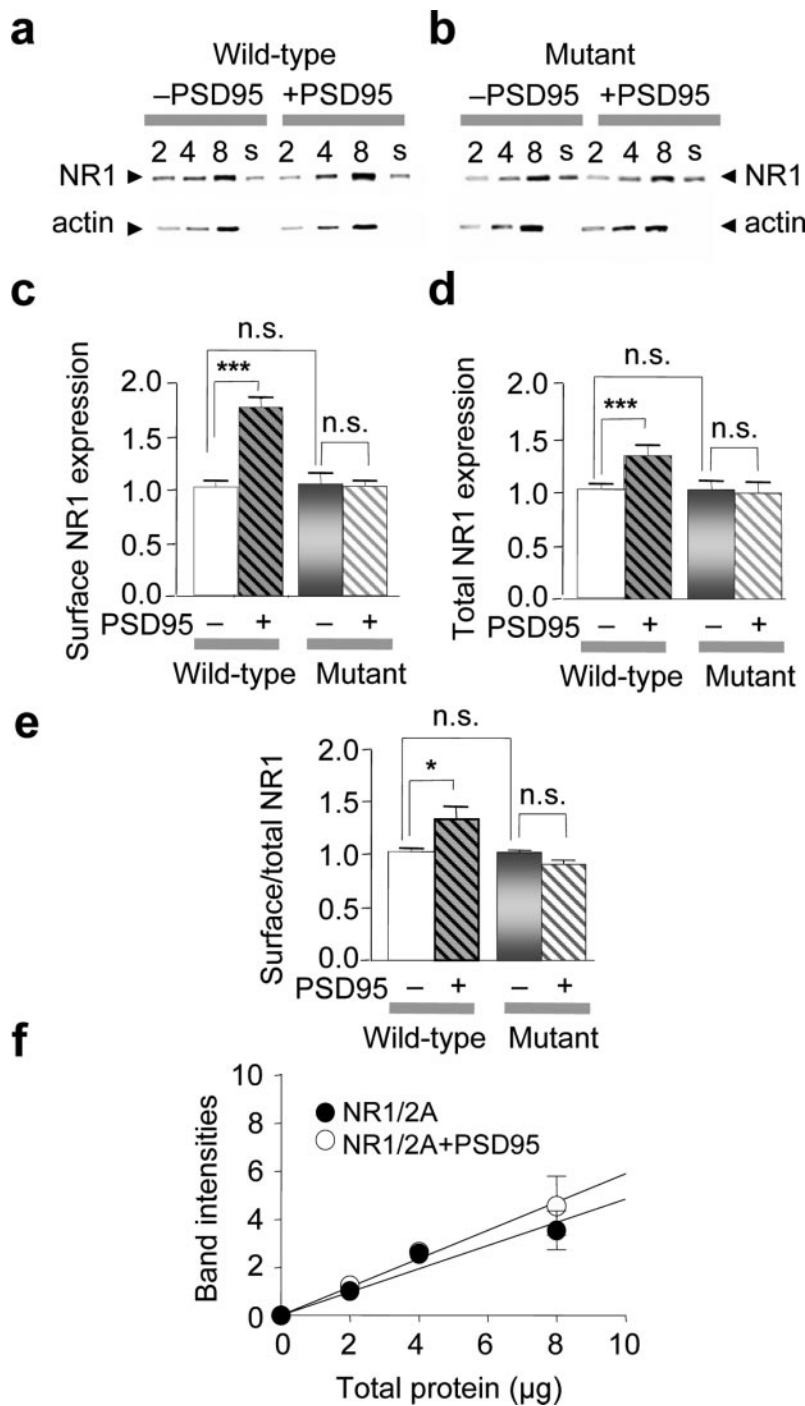 a
b
Wild-type
Mutant
–PSD95 +PSD95
–PSD95 +PSD95
2 4 8 s 2 4 8 s
2 4 8 s 2 4 8 s
NR1
NR1
actin
actin
c
d
n.s.
***
n.s.
Surface NR1 expression
2.0
1.5
1.0
0.5
0.0
PSD95 – + – +
Wild-type Mutant
n.s.
***
n.s.
Total NR1 expression
2.0
1.5
1.0
0.5
0.0
PSD95 – + – +
Wild-type Mutant
e
n.s.
*
n.s.
Surface/total NR1
2.0
1.5
1.0
0.5
0.0
PSD95 – + – +
Wild-type Mutant
f
NR1/2A
NR1/2A+PSD95
Band intensities
10
8
6
4
2
0
0 2 4 6 8 10
Total protein (µg)